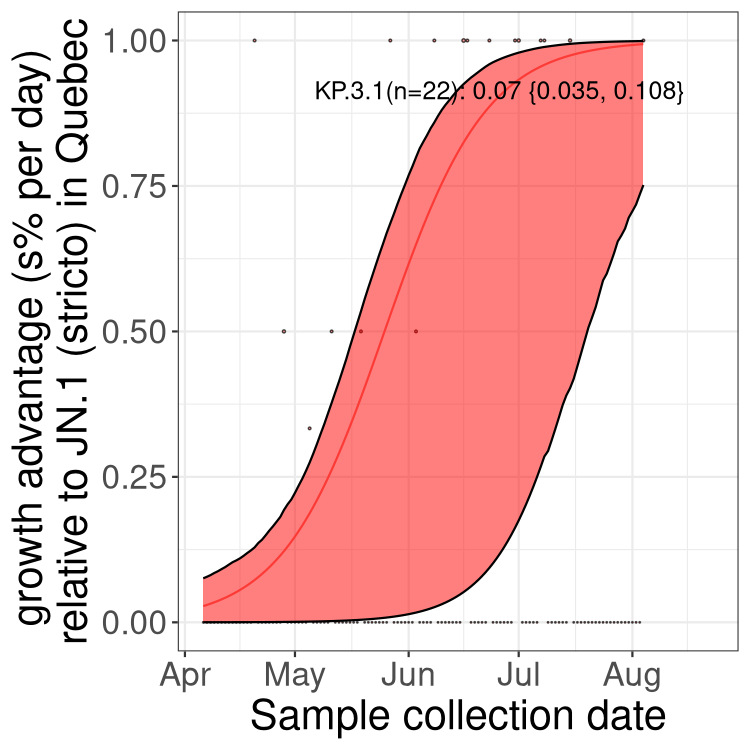 growth advantage (s% per day)
relative to JN.1 (stricto) in Quebec
1.00
0.75
0.50
0.25
0.00
KP.3.1(n=22): 0.07 {0.035, 0.108}
Apr May Jun Jul Aug
Sample collection date